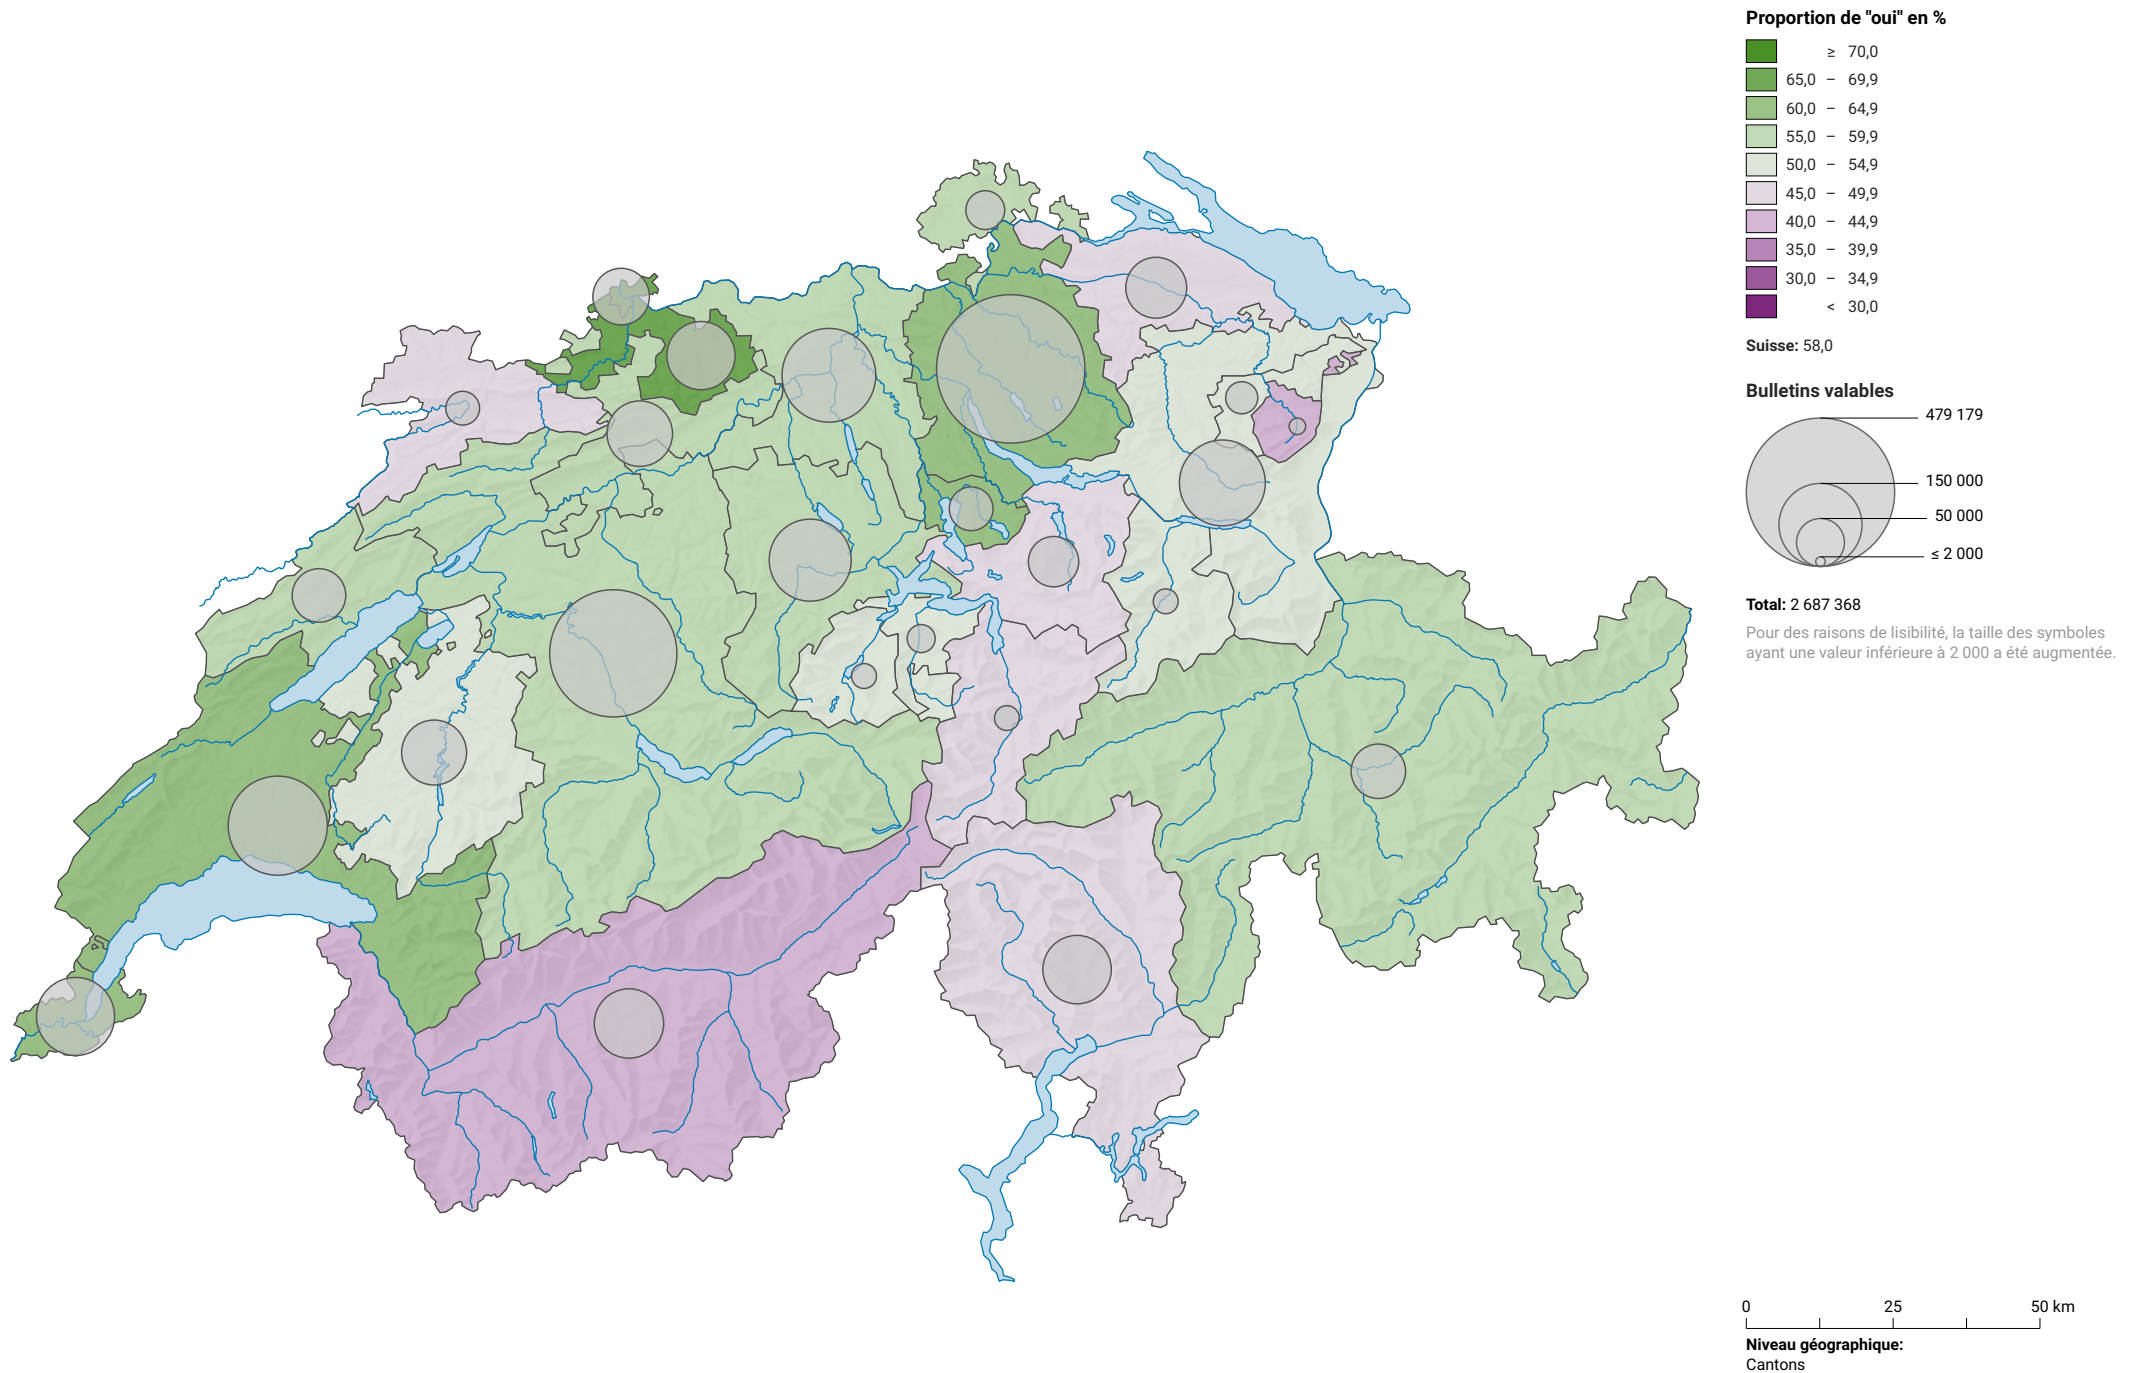 Proportion de "oui" en %
≥ 70,0
65,0 – 69,9
60,0 – 64,9
55,0 – 59,9
50,0 – 54,9
45,0 – 49,9
40,0 – 44,9
35,0 – 39,9
30,0 – 34,9
< 30,0
Suisse: 58,0
Bulletins valables
479 179
150 000
50 000
≤ 2 000
Total: 2 687 368
Pour des raisons de lisibilité, la taille des symboles
ayant une valeur inférieure à 2 000 a été augmentée.
0 25 50 km
Niveau géographique:
Cantons